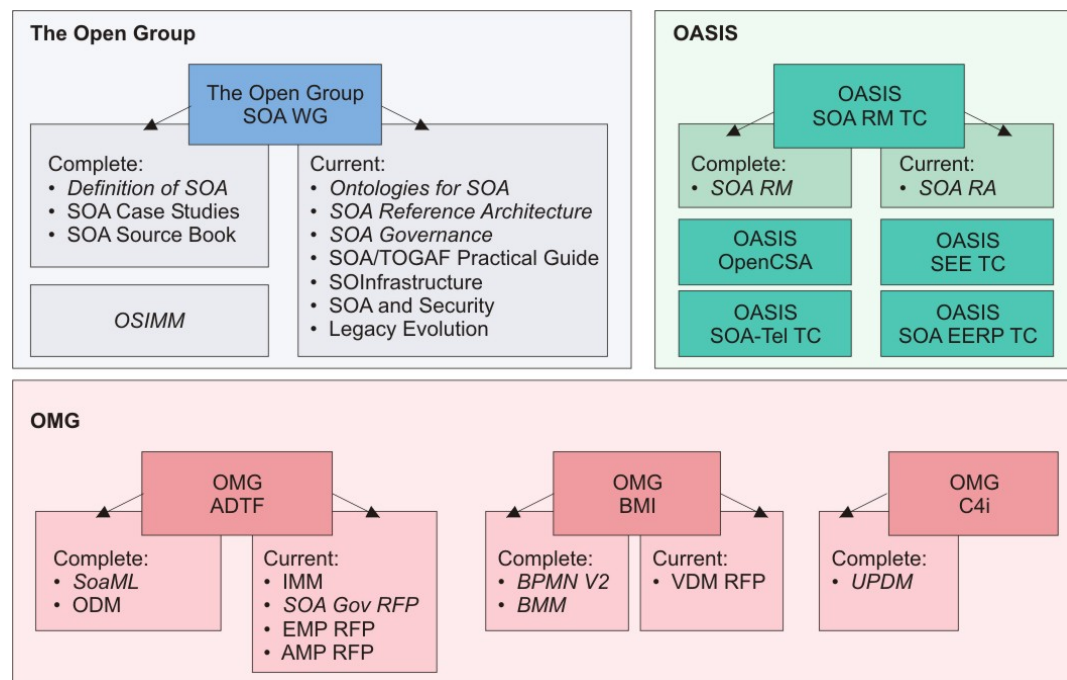 The Open Group
The Open Group
SOA WG
Complete:
• Definition of SOA
• SOA Case Studies
• SOA Source Book
OSIMM
Current:
• Ontologies for SOA
• SOA Reference Architecture
• SOA Governance
• SOA/TOGAF Practical Guide
• SOInfrastructure
• SOA and Security
• Legacy Evolution
OASIS
OASIS
SOA RM TC
Complete:
• SOA RM
Current:
• SOA RA
OASIS
OpenCSA
OASIS
SEE TC
OASIS
SOA-Tel TC
OASIS
SOA EERP TC
OMG
OMG
ADTF
Complete:
• SoaML
• ODM
Current:
• IMM
• SOA Gov RFP
• EMP RFP
• AMP RFP
OMG
BMI
Complete:
• BPMN V2
• BMM
Current:
• VDM RFP
OMG
C4i
Complete:
• UPDM